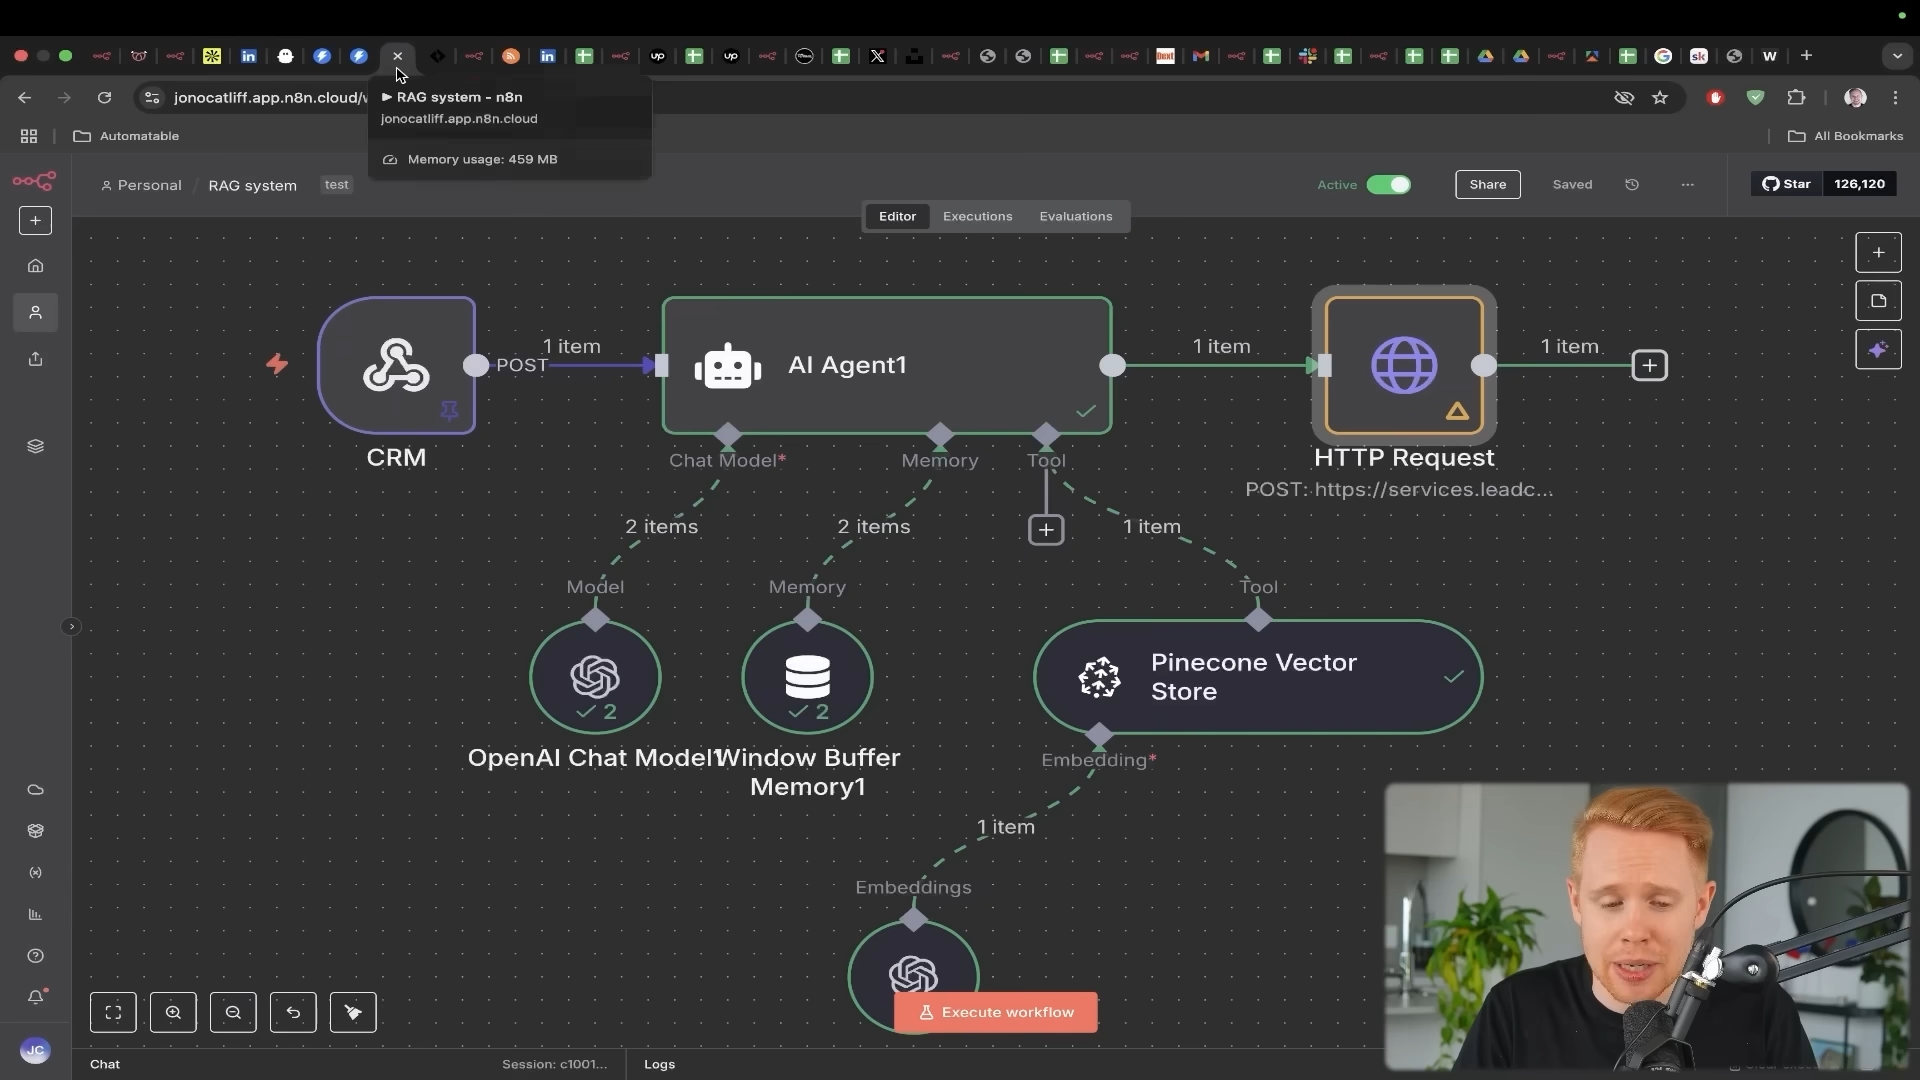 RAG system - n8n
jonocatliff.app.n8n.cloud
Memory usage: 459 MB
jonocatliff.app.n8n.cloud/
Automatable
All Bookmarks
Personal / RAG system
test
Active
Share
Saved
Star
126,120
Editor
Executions
Evaluations
POST
1 item
AI Agent1
1 item
1 item
CRM
Chat Model*
Memory
Tool
HTTP Request
POST: https://services.leadc...
2 items
2 items
1 item
Model
Memory
Tool
Pinecone Vector
Store
2
2
OpenAI Chat Model1
Window Buffer
Memory1
Embedding*
1 item
Embeddings
Execute workflow
JC
Chat
Session: c1001...
Logs